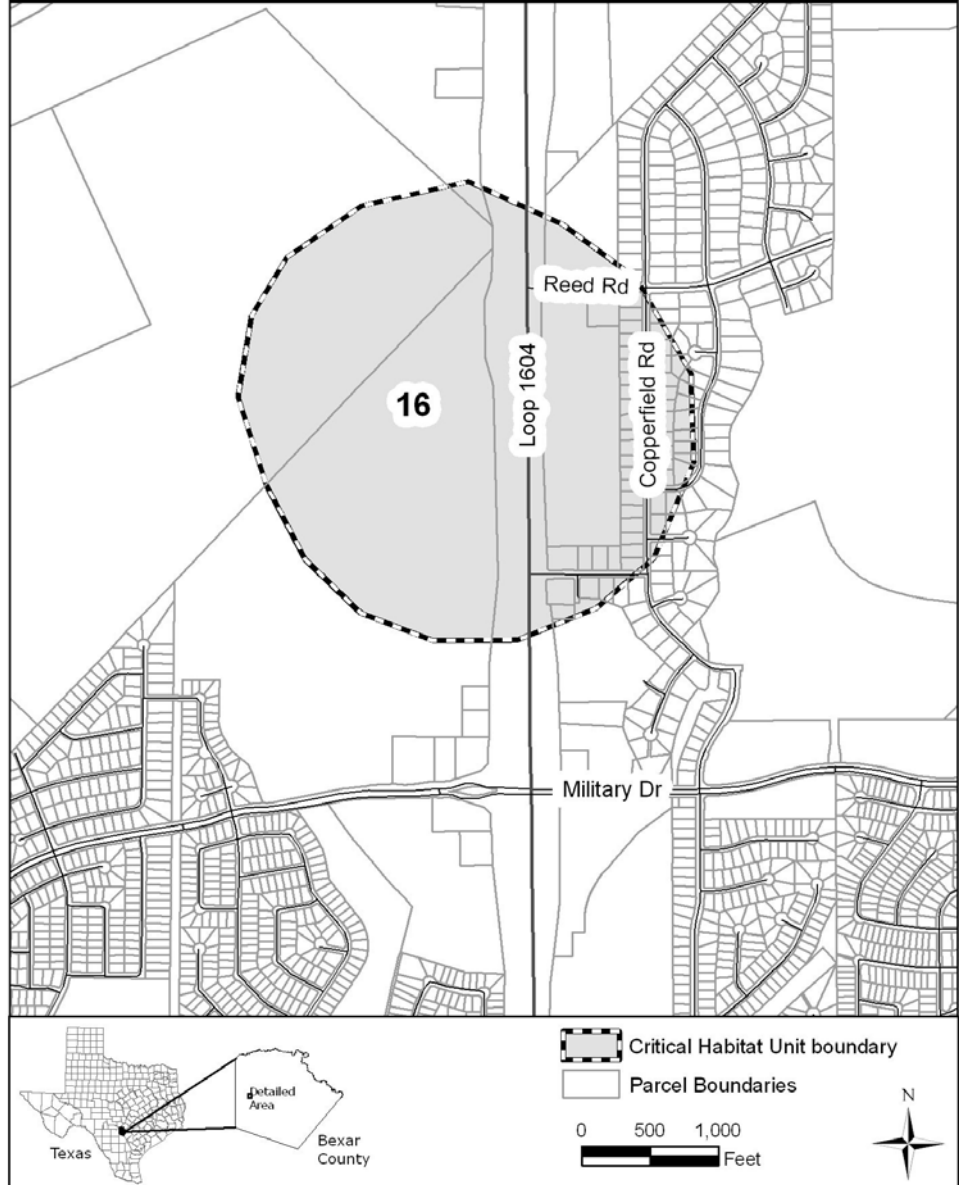 Reed Rd
16
Loop 1604
Copperfield Rd
Military Dr
Texas
Detailed
Area
Bexar
County
Critical Habitat Unit boundary
Parcel Boundaries
0 500 1,000
Feet
N